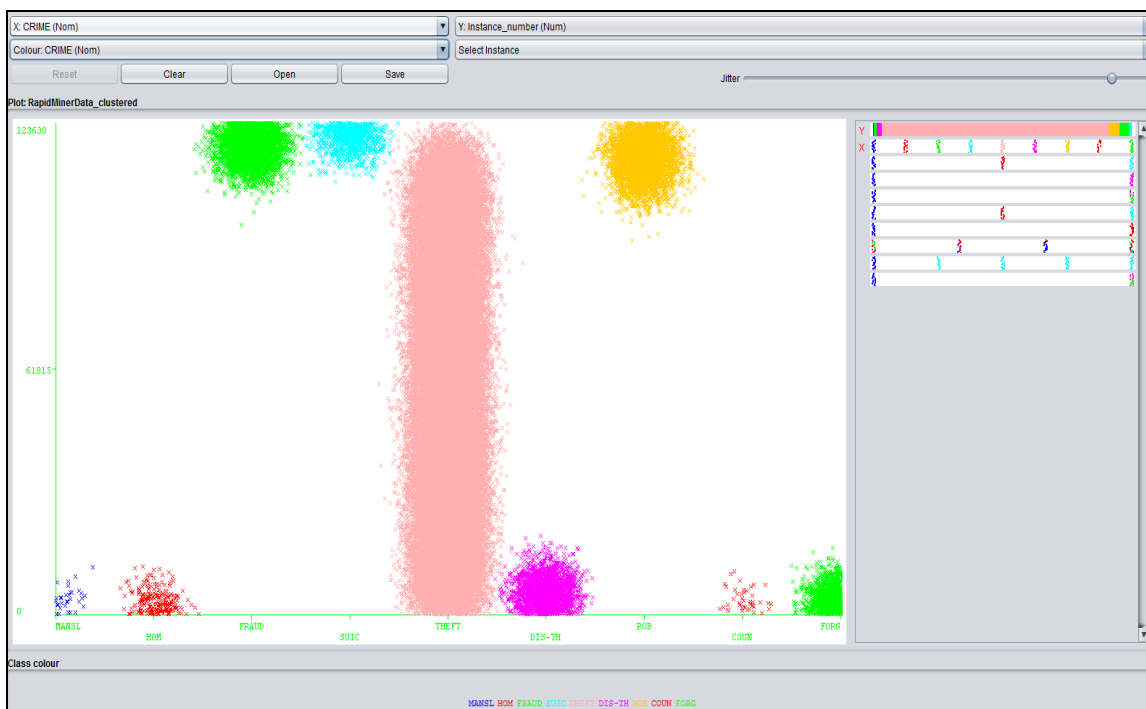 X: CRIME (Nom) Y: Instance_number (Num)
Colour: CRIME (Nom) Select Instance
Reset Clear Open Save Jitter
Plot: RapidMinerData_clustered
123630
61815
0
MANSL FRAUD THEFT ROB FORG
HOM SUIC DIS-TH COUN
Y
X
Class colour
MANSL HOM FRAUD SUIC THEFT DIS-TH ROB COUN FORG